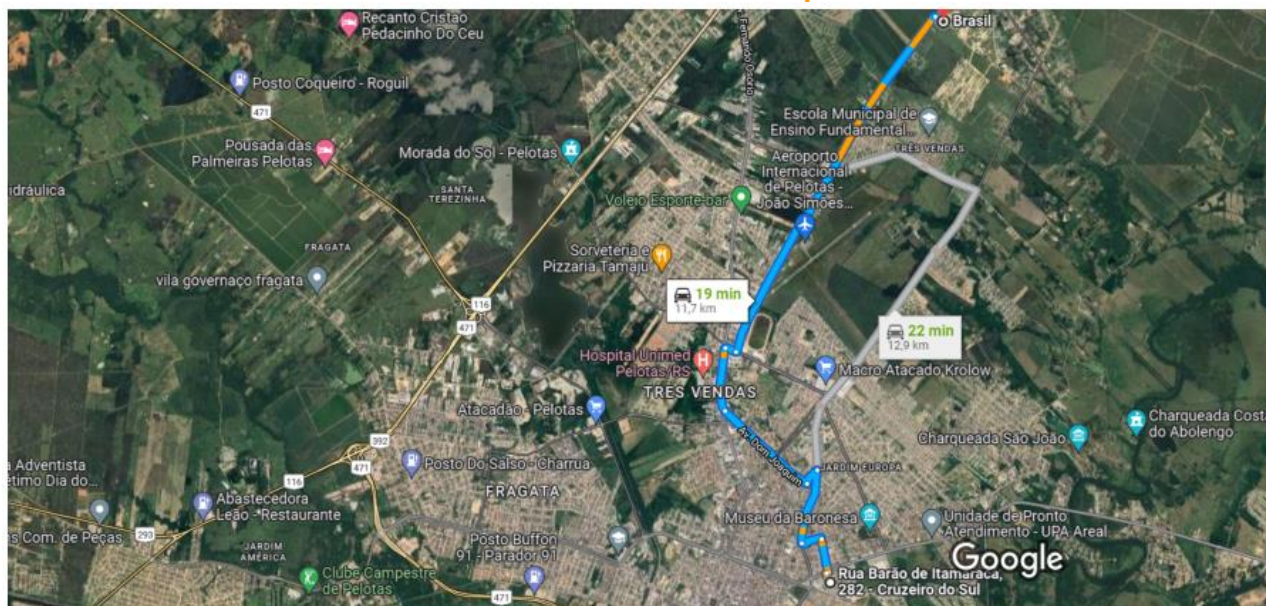 Recanto Cristao
Pedacinho Do Ceu
Brasil
Fernando Osorio
Posto Coqueiro - Roguil
471
Escola Municipal de
Ensino Fundamental...
TRÊS VENDAS
Pousada das
Palmeiras Pelotas
Morada do Sol - Pelotas
Aeroporto
Internacional
de Pelotas -
João Simões...
idráulica
SANTA
TEREZINHA
Voleio Esporte-bar
FRAGATA
Sorveteria e
Pizzaria Tamaju
vila governaço fragata
116
471
19 min
11,7 km
22 min
12,9 km
Hospital Unimed
Pelotas/RS
TRES VENDAS
Macro Atacado Krolow
Atacadão - Pelotas
Charqueada Costa
do Abolengo
Av. Dom Joaquim
Charqueada São João
392
471
116
Posto Do Salso - Charrua
JARDIM EUROPA
a Adventista
étimo Dia do...
FRAGATA
Abastecedora
Leão - Restaurante
Museu da Baronesa
Unidade de Pronto
Atendimento - UPA Areal
os Com. de Peças
293
JARDIM
AMÉRICA
Posto Buffon
91 - Parador 91
Google
Clube Campestre
de Pelotas
471
Rua Barão de Itamaracá,
282 - Cruzeiro do Sul